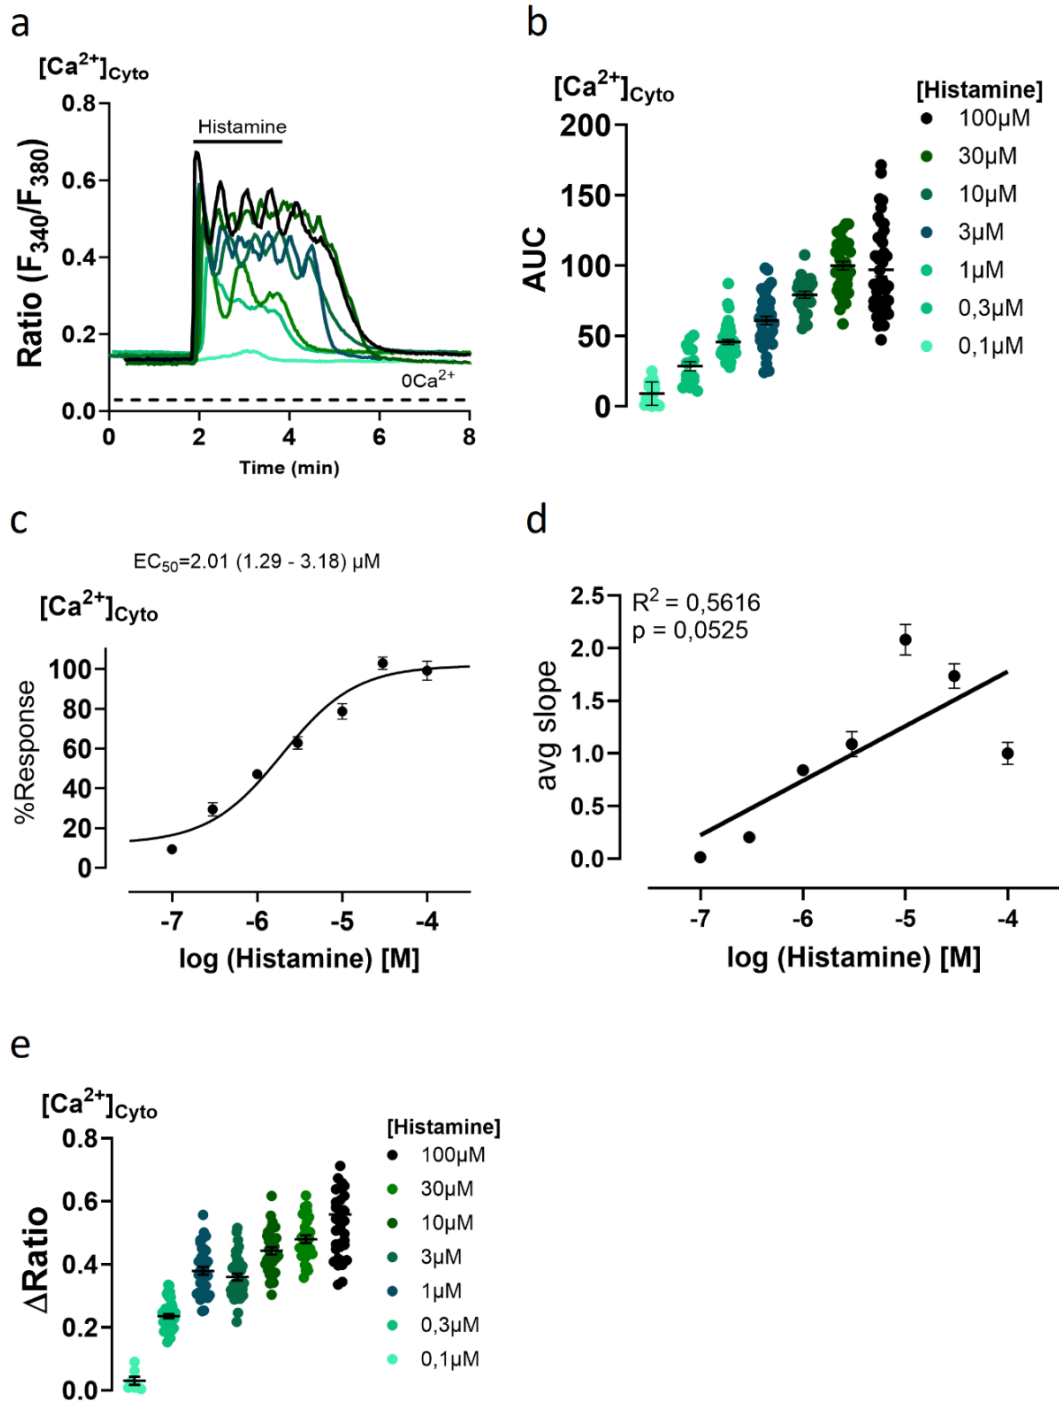 a
[Ca²⁺]Cyto
Ratio (F₃₄₀/F₃₈₀)
0.8
0.6
0.4
0.2
0.0
Histamine
0Ca²⁺
0 2 4 6 8
Time (min)
b
[Ca²⁺]Cyto
AUC
200
150
100
50
0
[Histamine]
100µM
30µM
10µM
3µM
1µM
0,3µM
0,1µM
c
EC₅₀=2.01 (1.29 - 3.18) µM
[Ca²⁺]Cyto
%Response
100
80
60
40
20
0
-7 -6 -5 -4
log (Histamine) [M]
d
R² = 0,5616
p = 0,0525
avg slope
2.5
2.0
1.5
1.0
0.5
0.0
-7 -6 -5 -4
log (Histamine) [M]
e
[Ca²⁺]Cyto
ΔRatio
0.8
0.6
0.4
0.2
0.0
[Histamine]
100µM
30µM
10µM
3µM
1µM
0,3µM
0,1µM